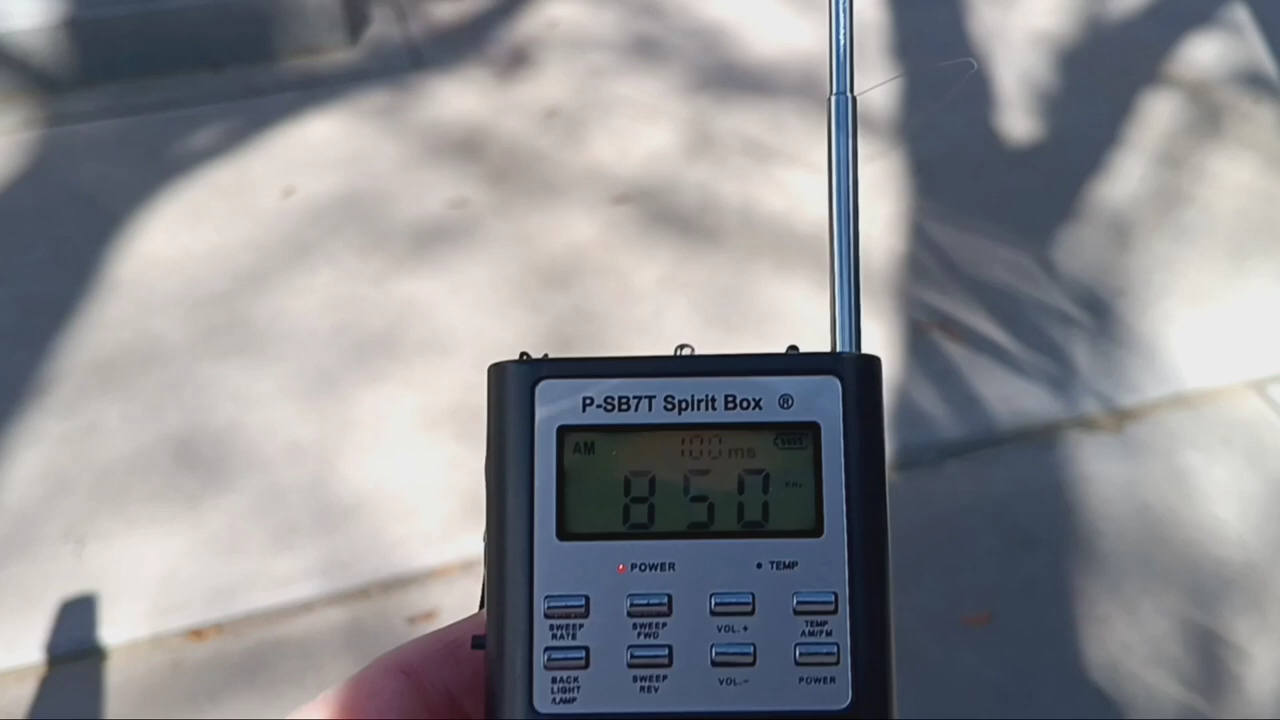 P-SB7T Spirit Box ®
AM 100 ms
850 KHz
POWER TEMP
SWEEP RATE
SWEEP FWD
VOL.+
TEMP AM/FM
BACK LIGHT /LAMP
SWEEP REV
VOL.-
POWER